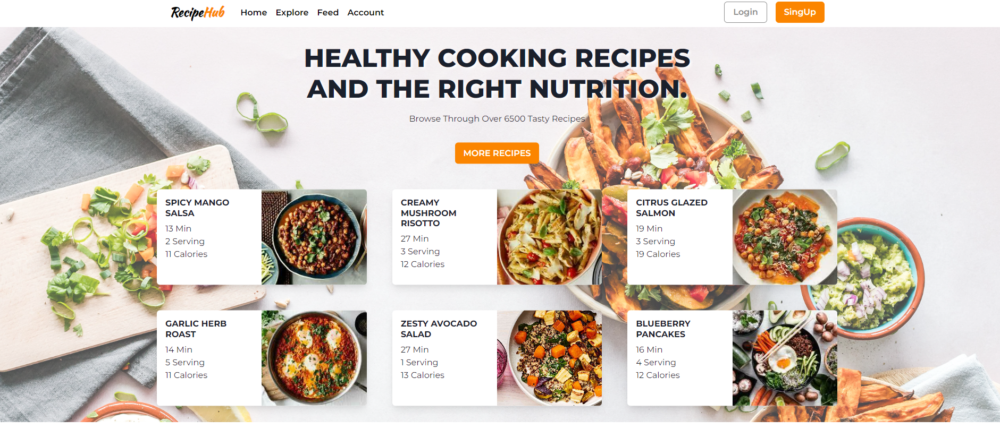 RecipeHub Home Explore Feed Account Login SingUp
HEALTHY COOKING RECIPES
AND THE RIGHT NUTRITION.
Browse Through Over 6500 Tasty Recipes
MORE RECIPES
SPICY MANGO
SALSA
13 Min
2 Serving
11 Calories
CREAMY
MUSHROOM
RISOTTO
27 Min
3 Serving
12 Calories
CITRUS GLAZED
SALMON
19 Min
3 Serving
19 Calories
GARLIC HERB
ROAST
14 Min
5 Serving
11 Calories
ZESTY AVOCADO
SALAD
27 Min
1 Serving
13 Calories
BLUEBERRY
PANCAKES
16 Min
4 Serving
12 Calories